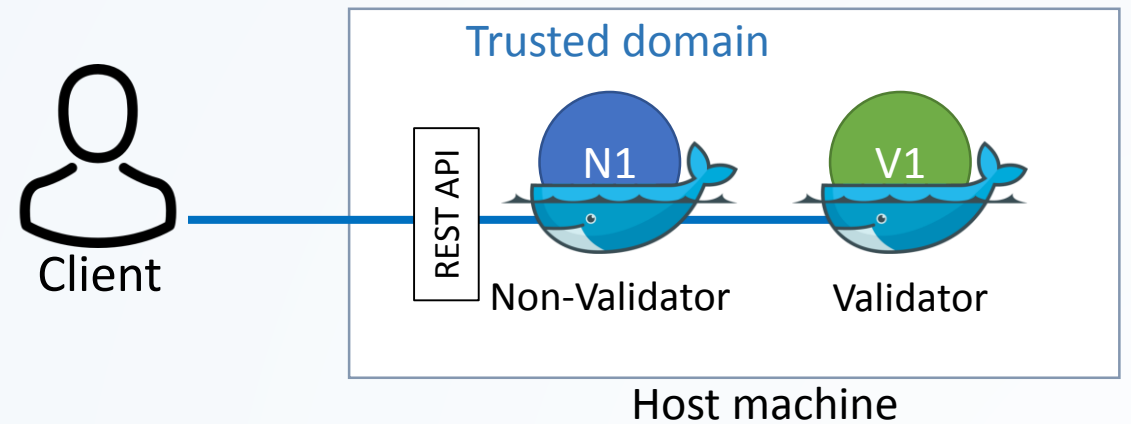 Trusted domain
Client
REST API
N1
V1
Non-Validator
Validator
Host machine